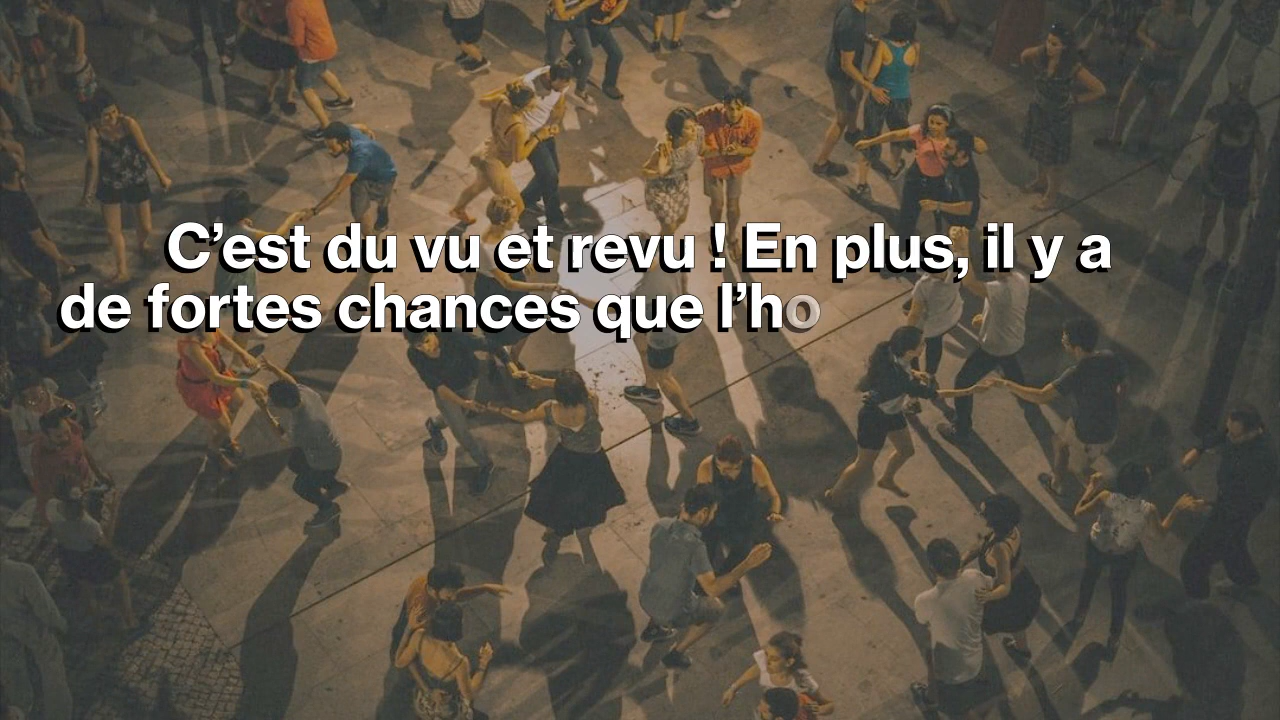 C’est du vu et revu ! En plus, il y a
de fortes chances que l’ho